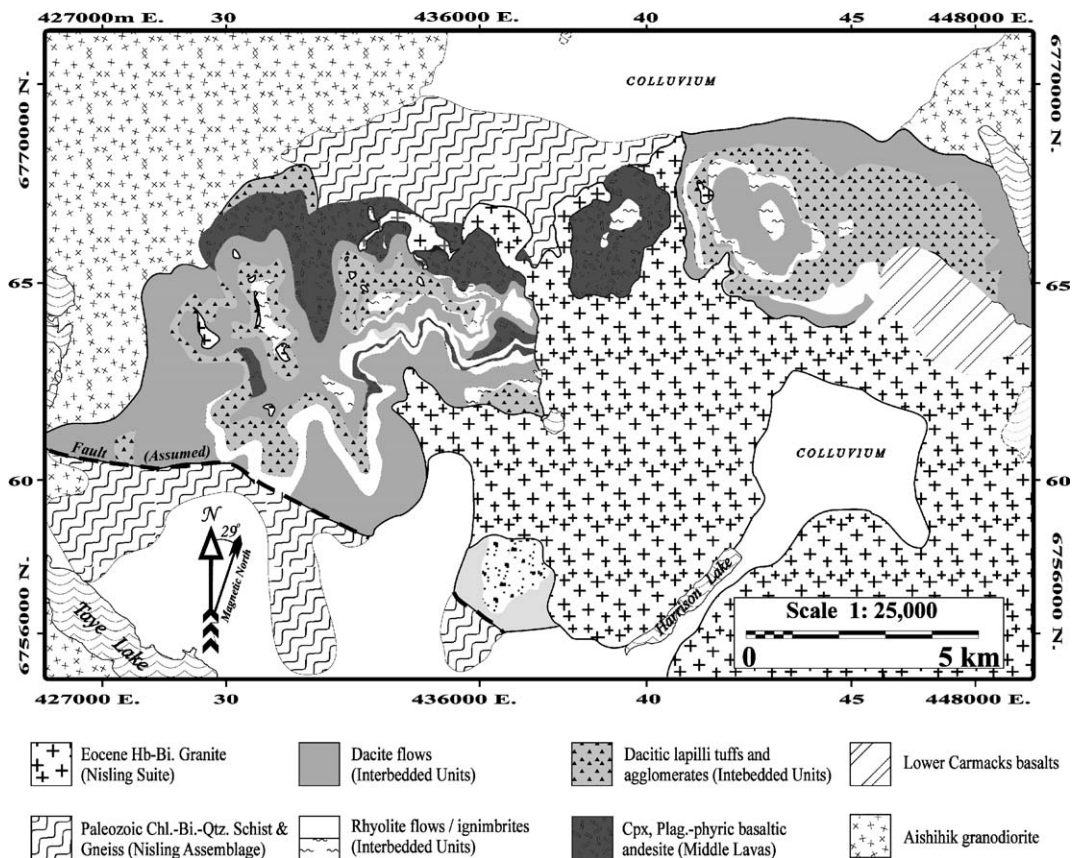 427000m E.
30
436000 E.
40
45
448000 E.
6770000 N.
65
60
6756000 N.
6770000 N
65
60
6756000 N.
COLLUVIUM
COLLUVIUM
Fault (Assumed)
N
29°
Magnetic North
Taye Lake
Harrison Lake
Scale 1: 25,000
0 5 km
427000 E.
30
436000 E.
40
45
448000 E.
Eocene Hb-Bi. Granite
(Nisling Suite)
Dacite flows
(Interbedded Units)
Dacitic lapilli tuffs and
agglomerates (Intebedded Units)
Lower Carmacks basalts
Paleozoic Chl.-Bi.-Qtz. Schist &
Gneiss (Nisling Assemblage)
Rhyolite flows / ignimbrites
(Interbedded Units)
Cpx, Plag.-phyric basaltic
andesite (Middle Lavas)
Aishihik granodiorite